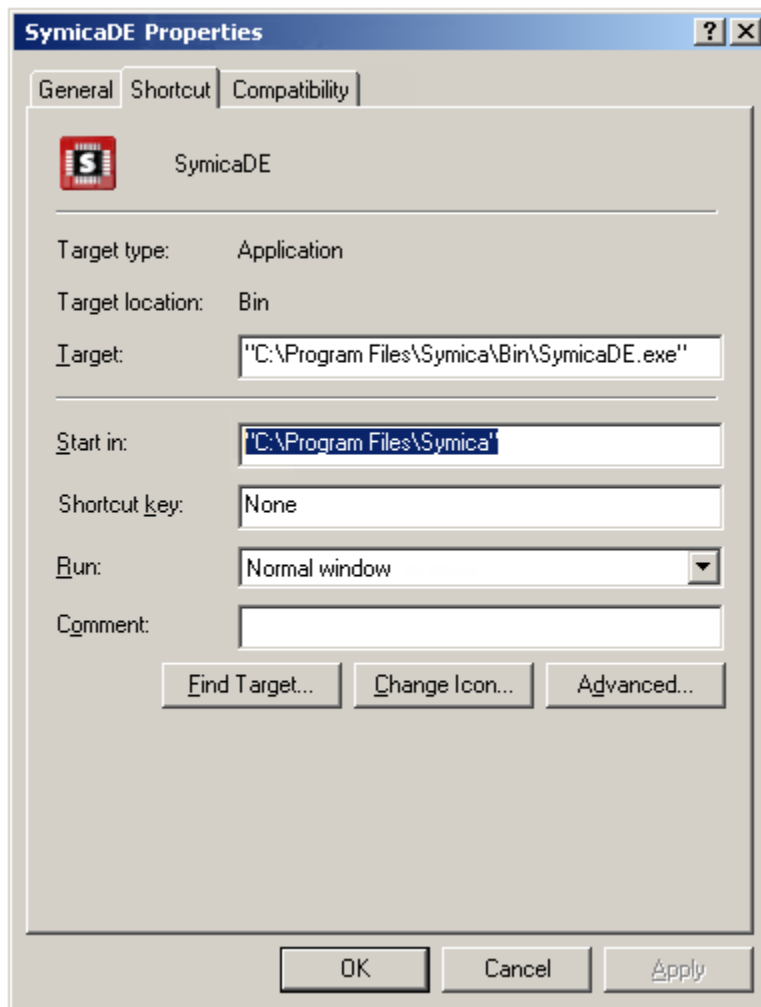 SymicaDE Properties
General Shortcut Compatibility
S SymicaDE
Target type: Application
Target location: Bin
Target: "C:\Program Files\Symica\Bin\SymicaDE.exe"
Start in: "C:\Program Files\Symica"
Shortcut key: None
Run: Normal window
Comment:
Find Target... Change Icon... Advanced...
OK Cancel Apply